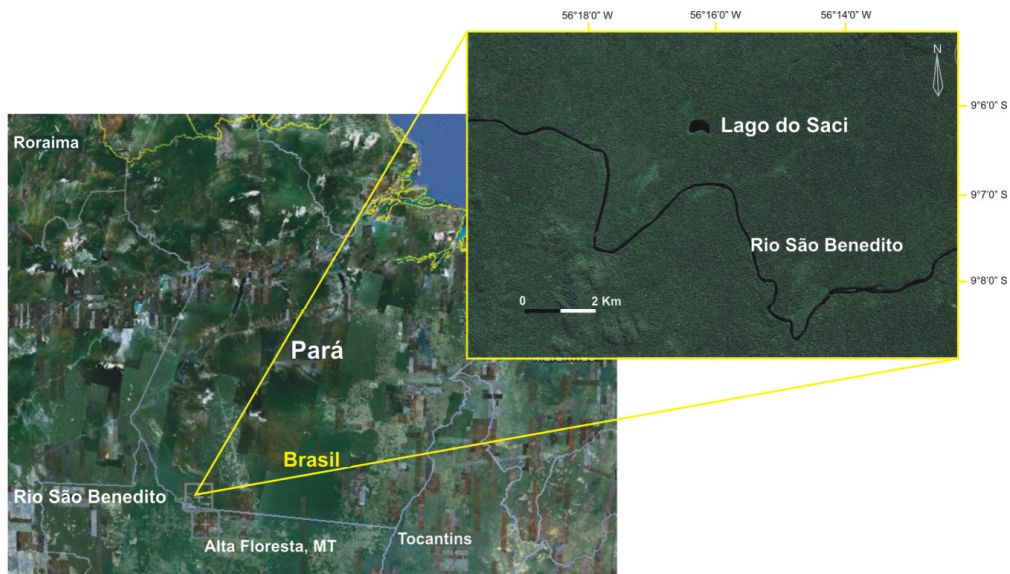 56°18'0" W
56°16'0" W
56°14'0" W
N
9°6'0" S
Lago do Saci
9°7'0" S
Rio São Benedito
9°8'0" S
0 2 Km
Roraima
Pará
Brasil
Rio São Benedito
Alta Floresta, MT
Tocantins